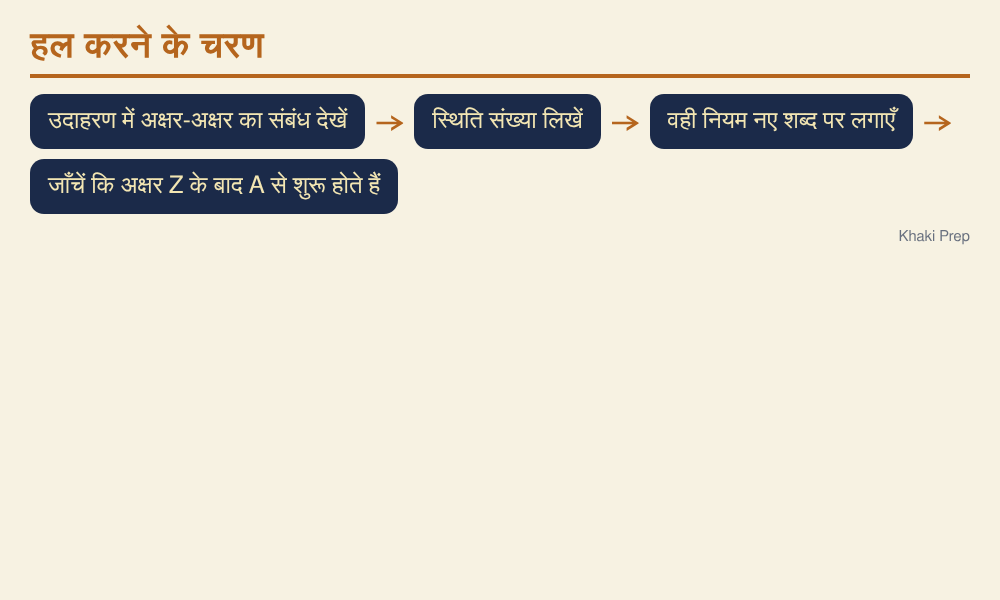 हल करने के चरण
उदाहरण में अक्षर-अक्षर का संबंध देखें → स्थिति संख्या लिखें → वही नियम नए शब्द पर लगाएँ →
जाँचें कि अक्षर Z के बाद A से शुरू होते हैं
Khaki Prep